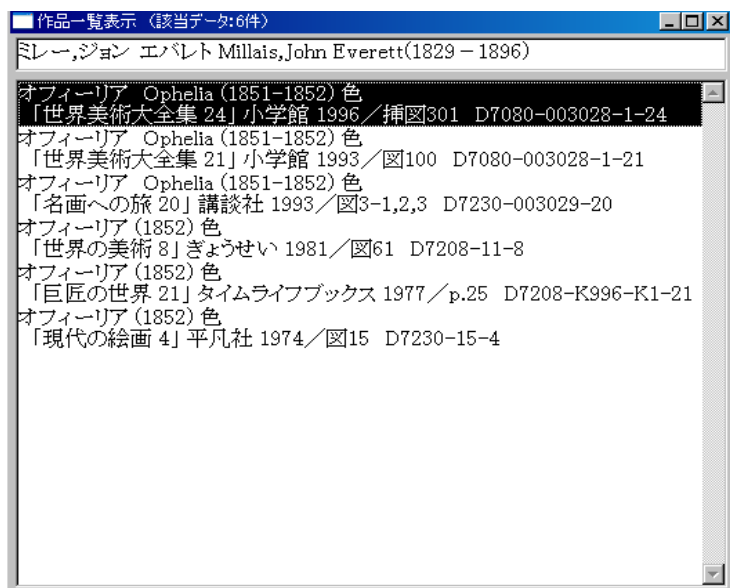 作品一覧表示 (該当データ:6件)
ミレー,ジョン エバレト Millais,John Everett(1829－1896)
オフィーリア Ophelia (1851-1852) 色
「世界美術大全集 24」 小学館 1996／挿図301 D7080-003028-1-24
オフィーリア Ophelia (1851-1852) 色
「世界美術大全集 21」 小学館 1993／図100 D7080-003028-1-21
オフィーリア Ophelia (1851-1852) 色
「名画への旅 20」 講談社 1993／図3-1,2,3 D7230-003029-20
オフィーリア (1852) 色
「世界の美術 8」 ぎょうせい 1981／図61 D7208-11-8
オフィーリア (1852) 色
「巨匠の世界 21」 タイムライフブックス 1977／p.25 D7208-K996-K1-21
オフィーリア (1852) 色
「現代の絵画 4」 平凡社 1974／図15 D7230-15-4